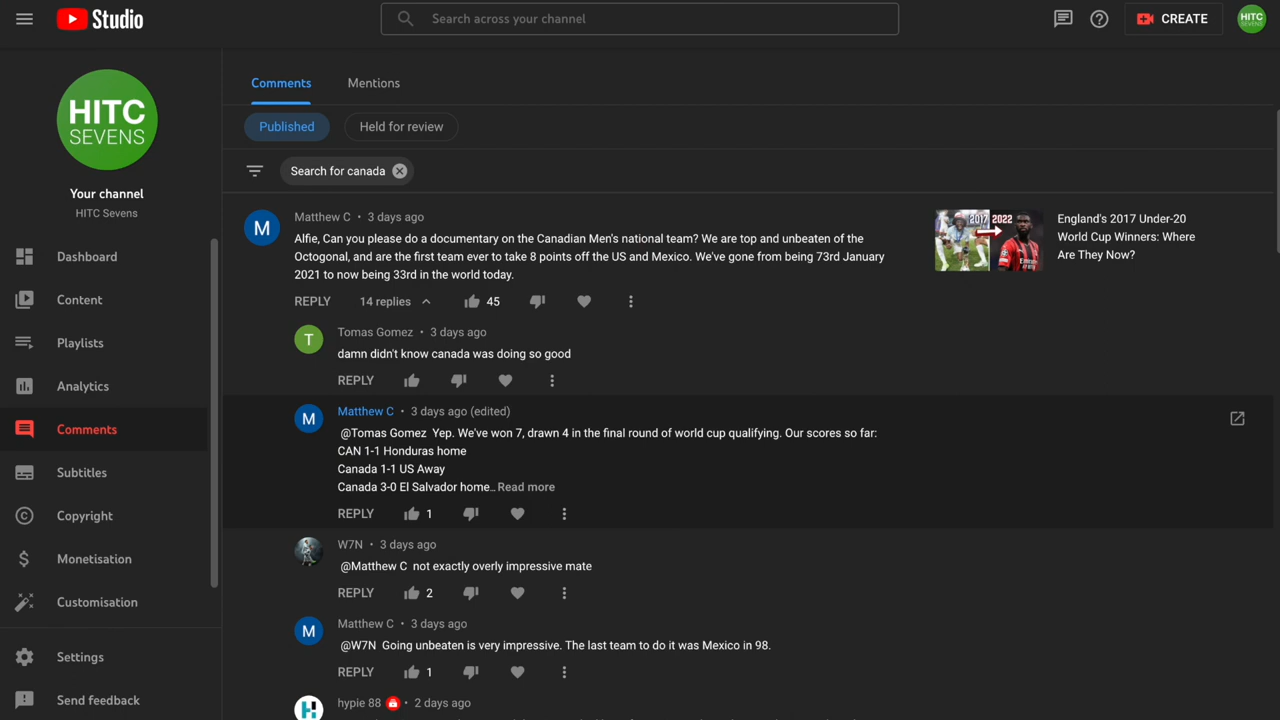 Studio
Search across your channel
CREATE
HITC
SEVENS
HITC
SEVENS
Your channel
HITC Sevens
Dashboard
Content
Playlists
Analytics
Comments
Subtitles
Copyright
Monetisation
Customisation
Settings
Send feedback
Comments
Mentions
Published
Held for review
Search for canada
M
Matthew C • 3 days ago
Alfie, Can you please do a documentary on the Canadian Men's national team? We are top and unbeaten of the
Octogonal, and are the first team ever to take 8 points off the US and Mexico. We've gone from being 73rd January
2021 to now being 33rd in the world today.
REPLY 14 replies 45
2017 2022
England's 2017 Under-20
World Cup Winners: Where
Are They Now?
T
Tomas Gomez • 3 days ago
damn didn't know canada was doing so good
REPLY
M
Matthew C • 3 days ago (edited)
@Tomas Gomez Yep. We've won 7, drawn 4 in the final round of world cup qualifying. Our scores so far:
CAN 1-1 Honduras home
Canada 1-1 US Away
Canada 3-0 El Salvador home… Read more
REPLY 1
W7N • 3 days ago
@Matthew C not exactly overly impressive mate
REPLY 2
M
Matthew C • 3 days ago
@W7N Going unbeaten is very impressive. The last team to do it was Mexico in 98.
REPLY 1
hypie 88 • 2 days ago